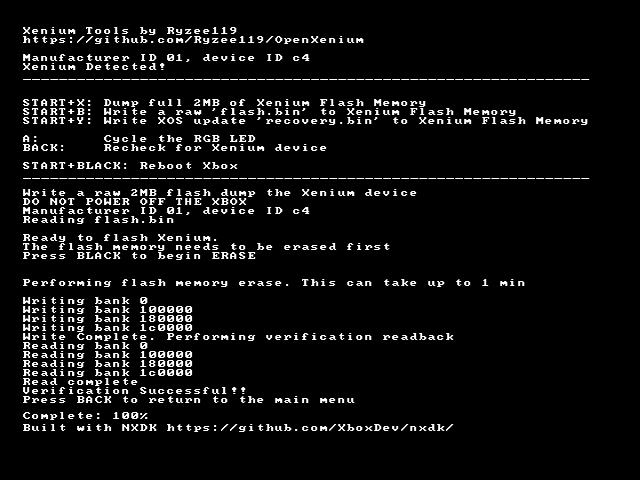 Xenium Tools by Ryzee119
https://github.com/Ryzee119/OpenXenium
Manufacturer ID 01, device ID c4
Xenium Detected!
START+X: Dump full 2MB of Xenium Flash Memory
START+B: Write a raw 'flash.bin' to Xenium Flash Memory
START+Y: Write XOS update 'recovery.bin' to Xenium Flash Memory
A: Cycle the RGB LED
BACK: Recheck for Xenium device
START+BLACK: Reboot Xbox
Write a raw 2MB flash dump the Xenium device
DO NOT POWER OFF THE XBOX
Manufacturer ID 01, device ID c4
Reading flash.bin
Ready to flash Xenium.
The flash memory needs to be erased first
Press BLACK to begin ERASE
Performing flash memory erase. This can take up to 1 min
Writing bank 0
Writing bank 100000
Writing bank 180000
Writing bank 1c0000
Write Complete. Performing verification readback
Reading bank 0
Reading bank 100000
Reading bank 180000
Reading bank 1c0000
Read complete
Verification Successful!!
Press BACK to return to the main menu
Complete: 100%
Built with NXDK https://github.com/XboxDev/nxdk/